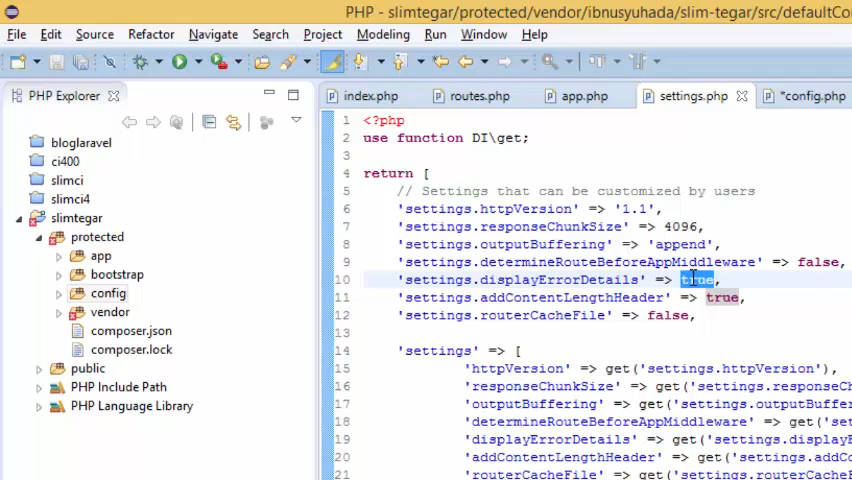 PHP - slimtegar/protected/vendor/ibnusyuhada/slim-tegar/src/defaultCo
File Edit Source Refactor Navigate Search Project Modeling Run Window Help
PHP Explorer
index.php routes.php app.php settings.php *config.php
bloglaravel
ci400
slimci
slimci4
slimtegar
protected
app
bootstrap
config
vendor
composer.json
composer.lock
public
PHP Include Path
PHP Language Library
1 <?php
2 use function DI\get;
3
4 return [
5 // Settings that can be customized by users
6 'settings.httpVersion' => '1.1',
7 'settings.responseChunkSize' => 4096,
8 'settings.outputBuffering' => 'append',
9 'settings.determineRouteBeforeAppMiddleware' => false,
10 'settings.displayErrorDetails' => true,
11 'settings.addContentLengthHeader' => true,
12 'settings.routerCacheFile' => false,
13
14 'settings' => [
15 'httpVersion' => get('settings.httpVersion'),
16 'responseChunkSize' => get('settings.responseCh
17 'outputBuffering' => get('settings.outputBuffer
18 'determineRouteBeforeAppMiddleware' => get('se
19 'displayErrorDetails' => get('settings.displayE
20 'addContentLengthHeader' => get('settings.addCo
21 'routerCacheFile' => get('settings.routerCacheF